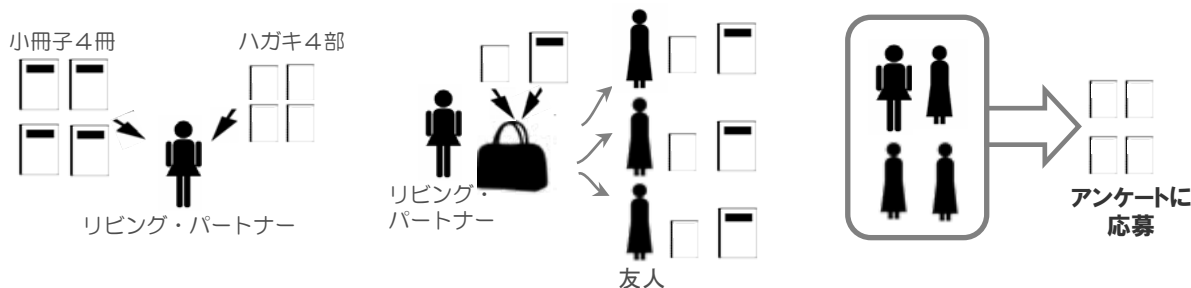 小冊子４冊
ハガキ４部
リビング・パートナー
リビング・
パートナー
友人
アンケートに
応募